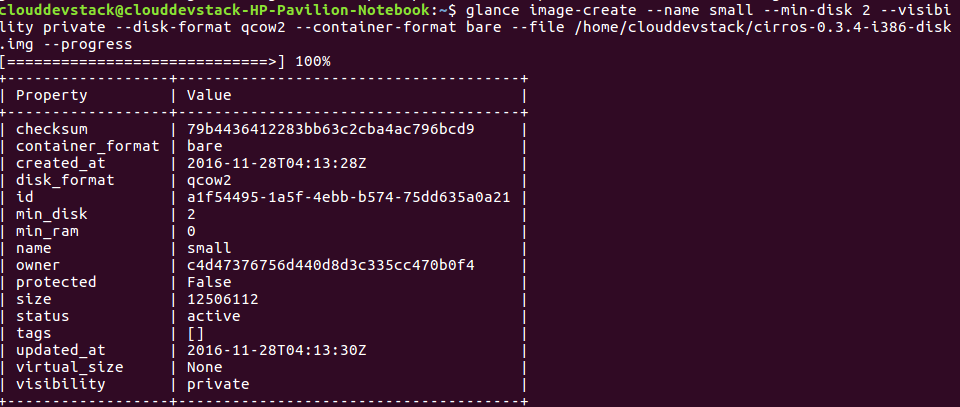 clouddevstack@clouddevstack-HP-Pavilion-Notebook:~$ glance image-create --name small --min-disk 2 --visibi
lity private --disk-format qcow2 --container-format bare --file /home/clouddevstack/cirros-0.3.4-i386-disk
.img --progress
[=============================>] 100%
+------------------+--------------------------------------+
| Property         | Value                                |
+------------------+--------------------------------------+
| checksum         | 79b4436412283bb63c2cba4ac796bcd9     |
| container_format | bare                                 |
| created_at       | 2016-11-28T04:13:28Z                 |
| disk_format      | qcow2                                |
| id               | a1f54495-1a5f-4ebb-b574-75dd635a0a21 |
| min_disk         | 2                                    |
| min_ram          | 0                                    |
| name             | small                                |
| owner            | c4d47376756d440d8d3c335cc470b0f4     |
| protected        | False                                |
| size             | 12506112                             |
| status           | active                               |
| tags             | []                                   |
| updated_at       | 2016-11-28T04:13:30Z                 |
| virtual_size     | None                                 |
| visibility       | private                              |
+------------------+--------------------------------------+